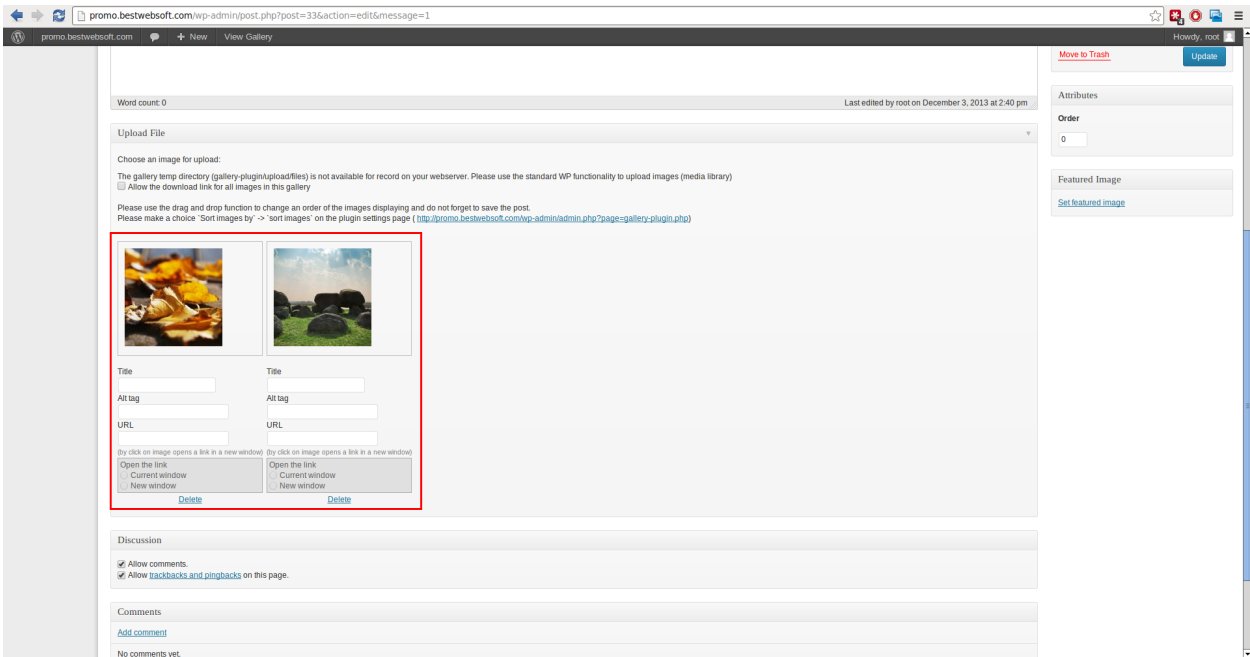 promo.bestwebsoft.com/wp-admin/post.php?post=33&action=edit&message=1
promo.bestwebsoft.com + New View Gallery Howdy, root
Move to Trash Update
Word count: 0 Last edited by root on December 3, 2013 at 2:40 pm
Attributes
Order
0
Upload File
Choose an image for upload:
The gallery temp directory (gallery-plugin/upload/files) is not available for record on your webserver. Please use the standard WP functionality to upload images (media library)
Allow the download link for all images in this gallery
Please use the drag and drop function to change an order of the images displaying and do not forget to save the post.
Please make a choice `Sort images by` -> `sort images` on the plugin settings page ( http://promo.bestwebsoft.com/wp-admin/admin.php?page=gallery-plugin.php)
Featured Image
Set featured image
Title Title
Alt tag Alt tag
URL URL
(by click on image opens a link in a new window) (by click on image opens a link in a new window)
Open the link Open the link
Current window Current window
New window New window
Delete Delete
Discussion
Allow comments.
Allow trackbacks and pingbacks on this page.
Comments
Add comment
No comments yet.